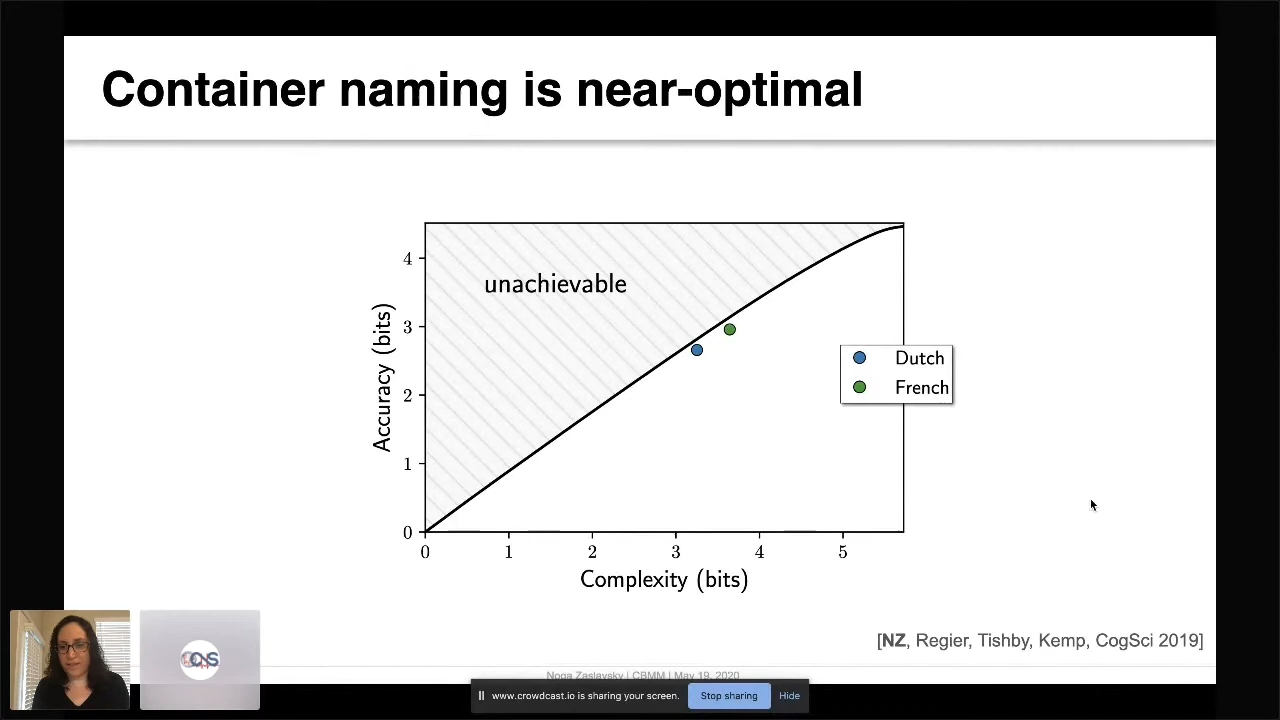 Container naming is near-optimal
unachievable
Accuracy (bits)
4
3
2
1
0
0 1 2 3 4 5
Complexity (bits)
Dutch
French
[NZ, Regier, Tishby, Kemp, CogSci 2019]
Noga Zaslavsky | CBMM | May 19, 2020
www.crowdcast.io is sharing your screen. Stop sharing Hide